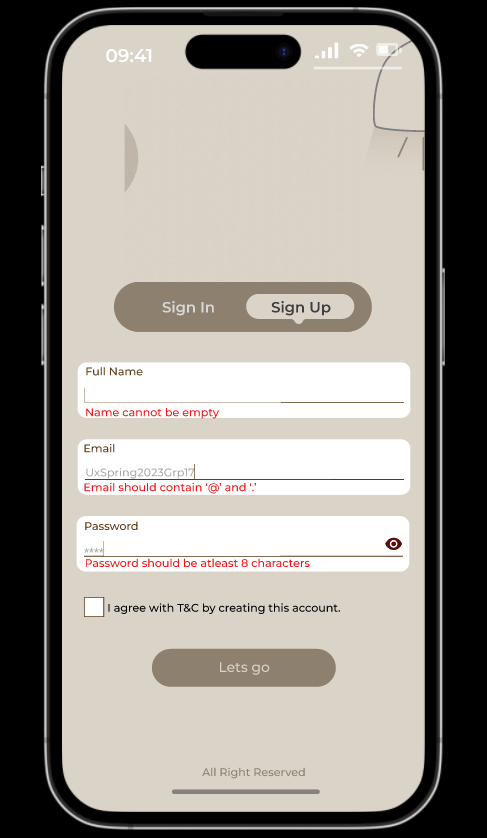 09:41
Sign In Sign Up
Full Name
Name cannot be empty
Email
UxSpring2023Grp17
Email should contain ‘@’ and ‘.’
Password
****
Password should be atleast 8 characters
I agree with T&C by creating this account.
Lets go
All Right Reserved